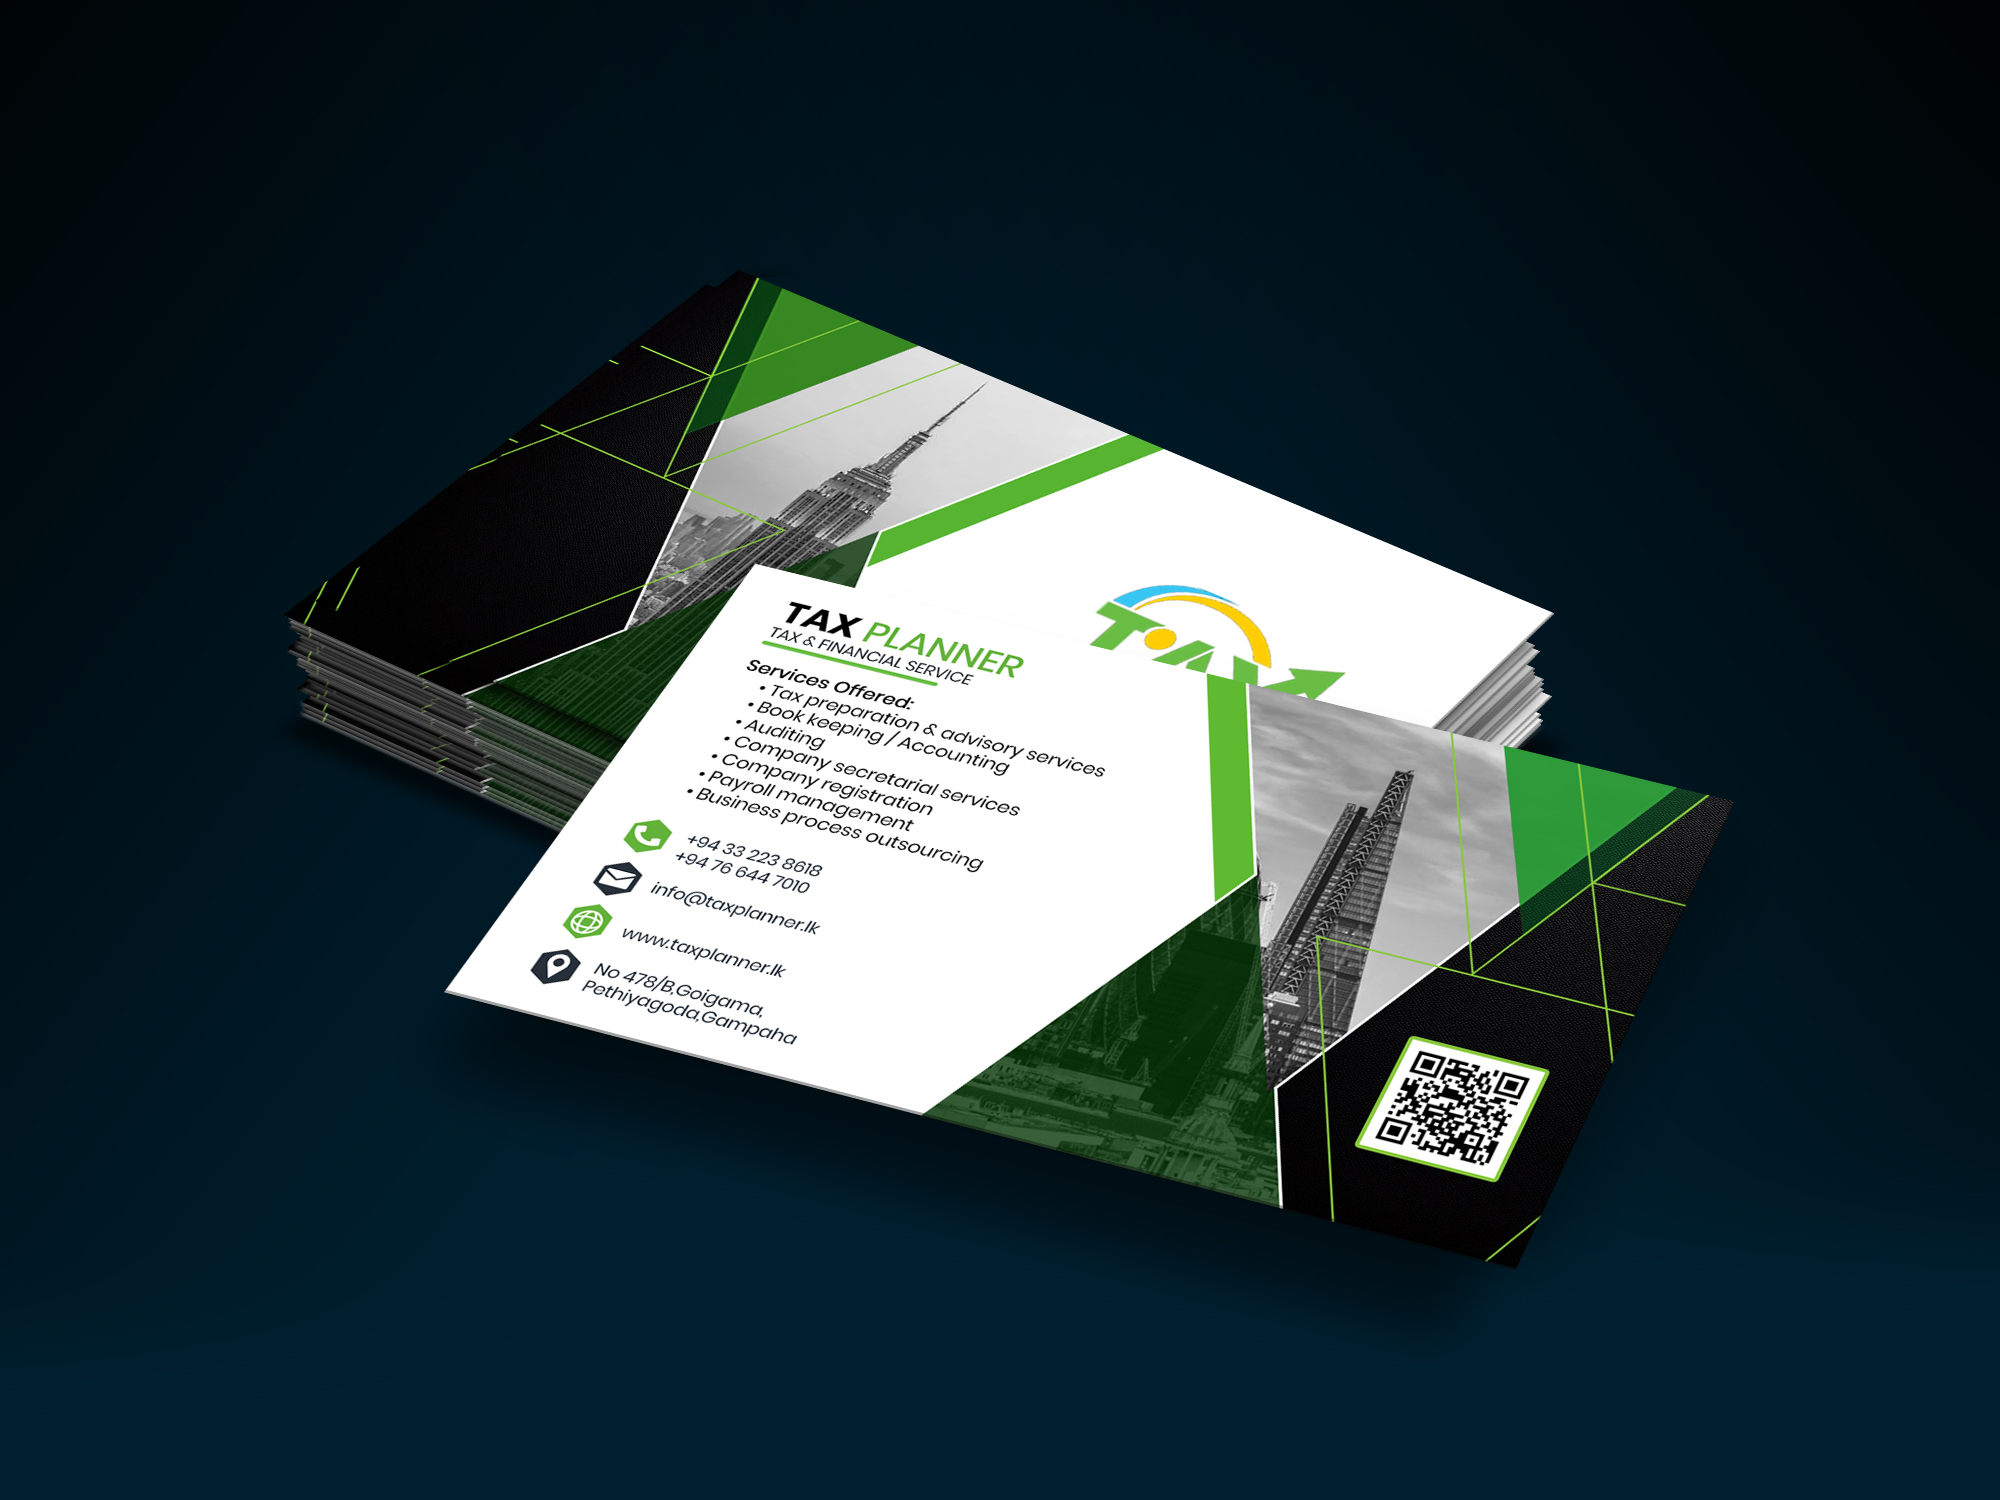 TAX
TAX PLANNER
TAX & FINANCIAL SERVICE
Services Offered:
• Tax preparation & advisory services
• Book keeping / Accounting
• Auditing
• Company secretarial services
• Company registration
• Payroll management
• Business process outsourcing
+94 33 223 8618
+94 76 644 7010
info@taxplanner.lk
www.taxplanner.lk
No 478/B,Goigama,
Pethiyagoda,Gampaha